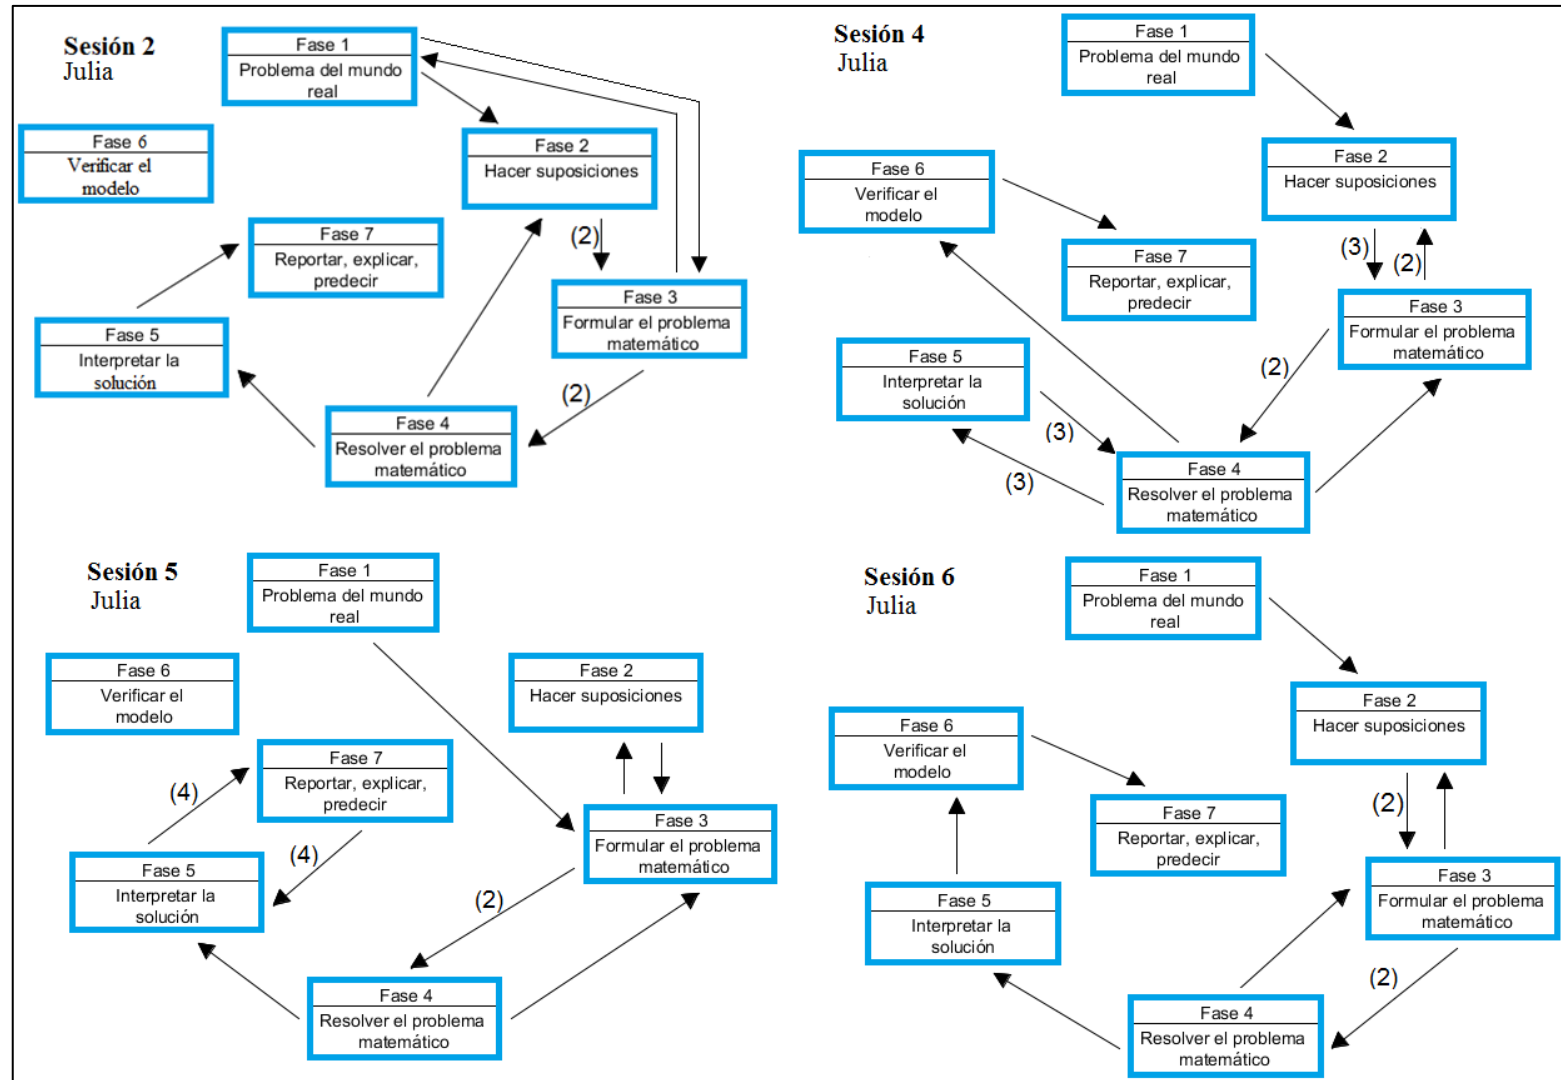 Sesión 2
Julia
Fase 1
Problema del mundo
real
Fase 6
Verificar el
modelo
Fase 2
Hacer suposiciones
(2)
Fase 7
Reportar, explicar,
predecir
Fase 3
Formular el problema
matemático
Fase 5
Interpretar la
solución
(2)
Fase 4
Resolver el problema
matemático
Sesión 4
Julia
Fase 1
Problema del mundo
real
Fase 2
Hacer suposiciones
Fase 6
Verificar el
modelo
(3)
(2)
Fase 7
Reportar, explicar,
predecir
Fase 3
Formular el problema
matemático
Fase 5
Interpretar la
solución
(2)
(3)
(3)
Fase 4
Resolver el problema
matemático
Sesión 5
Julia
Fase 1
Problema del mundo
real
Fase 6
Verificar el
modelo
Fase 2
Hacer suposiciones
Fase 7
Reportar, explicar,
predecir
(4)
(4)
Fase 3
Formular el problema
matemático
Fase 5
Interpretar la
solución
(2)
Fase 4
Resolver el problema
matemático
Sesión 6
Julia
Fase 1
Problema del mundo
real
Fase 2
Hacer suposiciones
Fase 6
Verificar el
modelo
(2)
Fase 7
Reportar, explicar,
predecir
Fase 3
Formular el problema
matemático
Fase 5
Interpretar la
solución
(2)
Fase 4
Resolver el problema
matemático